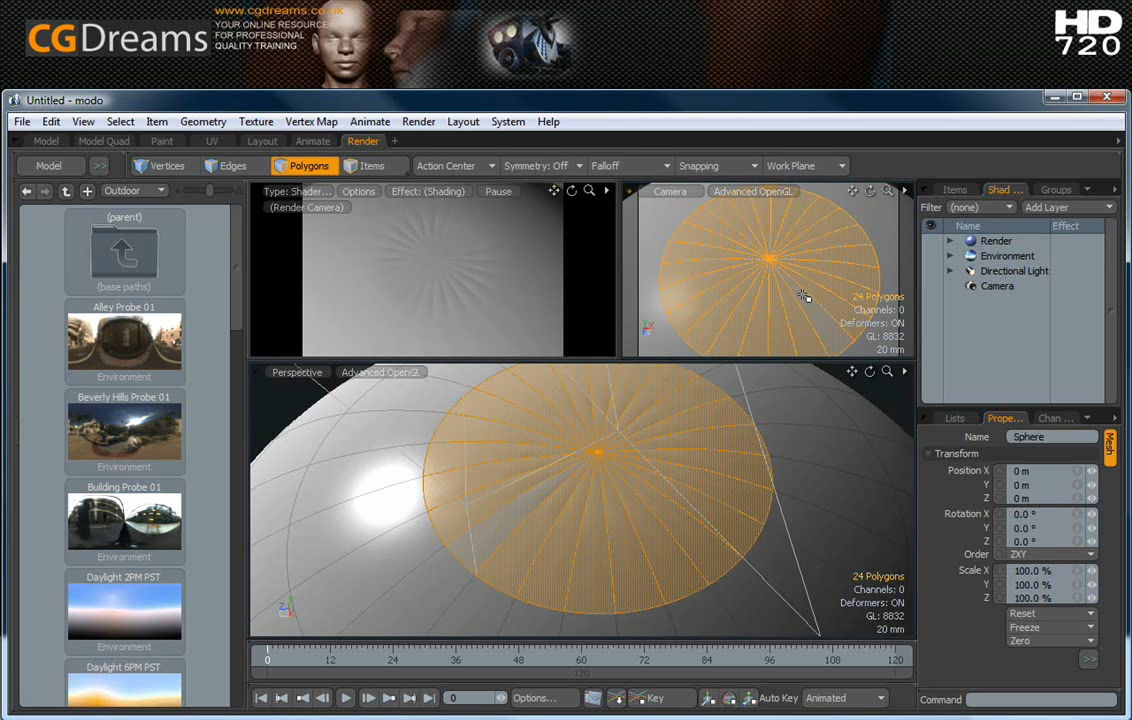 www.cgdreams.co.uk
CGDreams
YOUR ONLINE RESOURCE
FOR PROFESSIONAL
QUALITY TRAINING.
HD
720
Untitled - modo
File Edit View Select Item Geometry Texture Vertex Map Animate Render Layout System Help
Model Model Quad Paint UV Layout Animate Render +
Model >> Vertices Edges Polygons Items Action Center Symmetry: Off Falloff Snapping Work Plane
Outdoor
(parent)
(base paths)
Alley Probe 01
Environment
Beverly Hills Probe 01
Environment
Building Probe 01
Environment
Daylight 2PM PST
Environment
Daylight 6PM PST
Type: Shader... Options Effect: (Shading) Pause
(Render Camera)
Camera Advanced OpenGL
24 Polygons
Channels: 0
Deformers: ON
GL: 8832
20 mm
Perspective Advanced OpenGL
24 Polygons
Channels: 0
Deformers: ON
GL: 8832
20 mm
Items Shad ... Groups
Filter (none) Add Layer
Name Effect
Render
Environment
Directional Light
Camera
Lists Prope... Chan ...
Name Sphere
Mesh
Transform
Position X 0 m
Y 0 m
Z 0 m
Rotation X 0.0 °
Y 0.0 °
Z 0.0 °
Order ZXY
Scale X 100.0 %
Y 100.0 %
Z 100.0 %
Reset
Freeze
Zero
>>
0 12 24 36 48 60 72 84 96 108 120
0 120 120
0 Options... Key Auto Key Animated
Command